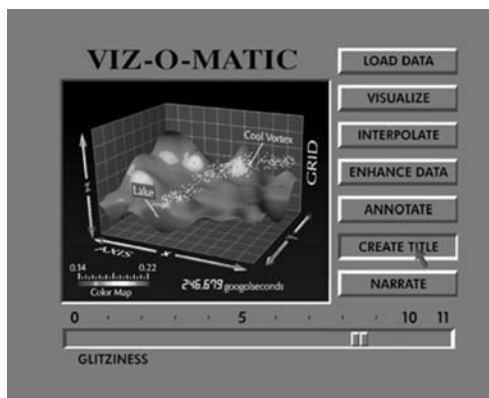 VIZ-O-MATIC
LOAD DATA
VISUALIZE
INTERPOLATE
ENHANCE DATA
ANNOTATE
CREATE TITLE
NARRATE
Cool Vortex
Lake
GRID
Z
Y
AXIS X
0.14 0.22
Color Map
246.679 googolseconds
0 5 10 11
GLITZINESS